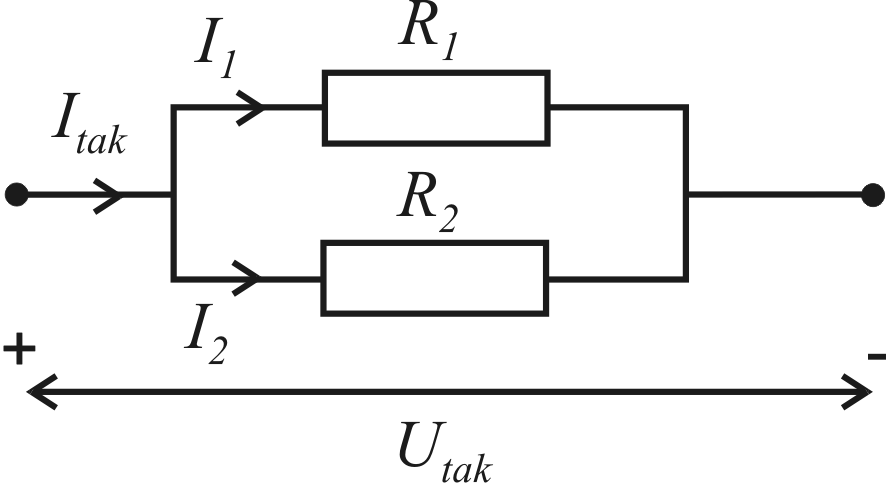 R1
I1
Itak
R2
I2
+ -
Utak